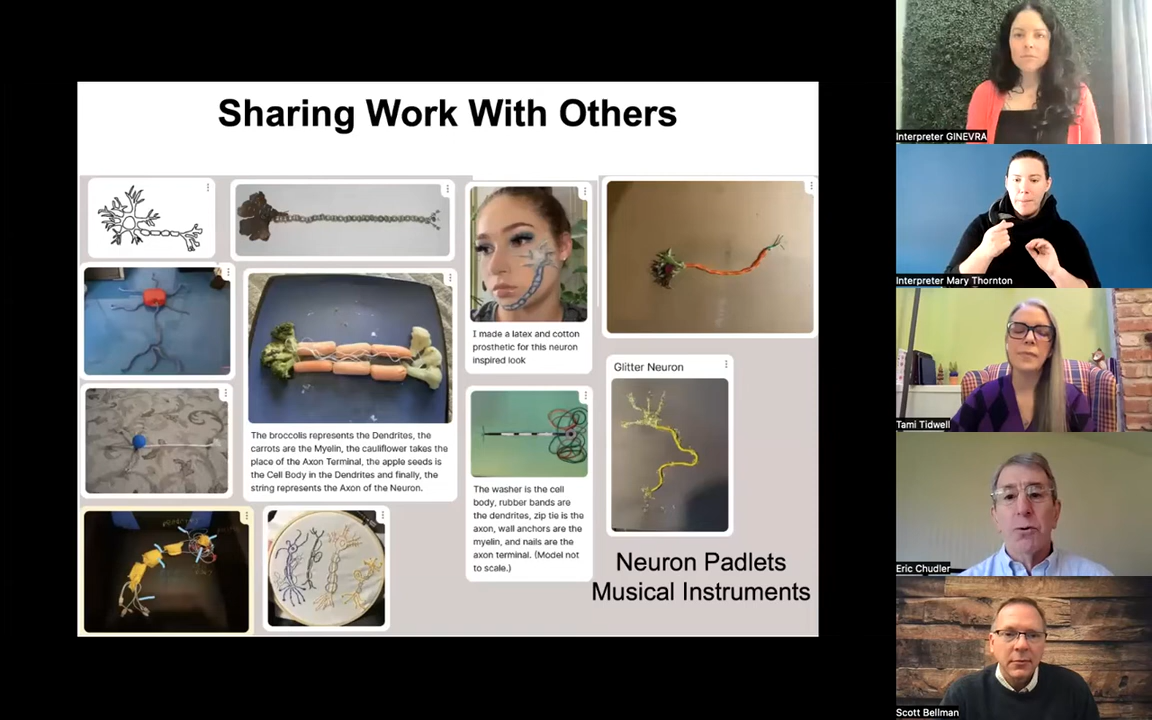 Sharing Work With Others
I made a latex and cotton
prosthetic for this neuron
inspired look
Glitter Neuron
The broccolis represents the Dendrites, the
carrots are the Myelin, the cauliflower takes the
place of the Axon Terminal, the apple seeds is
the Cell Body in the Dendrites and finally, the
string represents the Axon of the Neuron.
The washer is the cell
body, rubber bands are
the dendrites, zip tie is the
axon, wall anchors are the
myelin, and nails are the
axon terminal. (Model not
to scale.)
Neuron Padlets
Musical Instruments
Interpreter GINEVRA
Interpreter Mary Thornton
Tami Tidwell
Eric Chudler
Scott Bellman